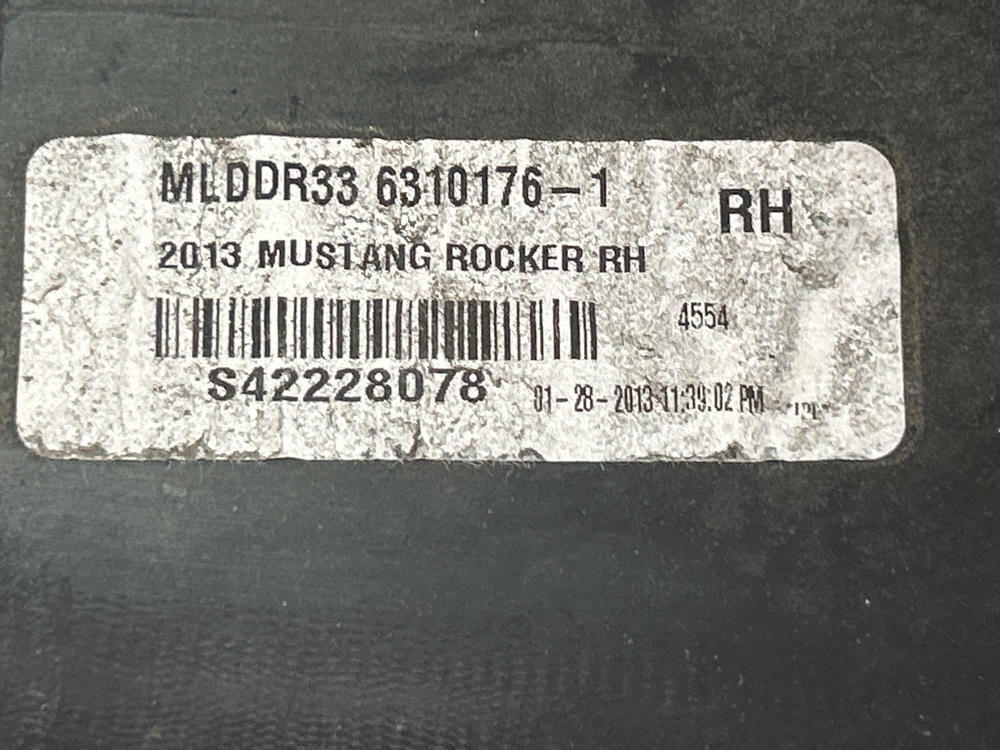 MLDDR33 6310176-1
RH
2013 MUSTANG ROCKER RH
4554
S42228078
01-28-2013 11:39:02 PM